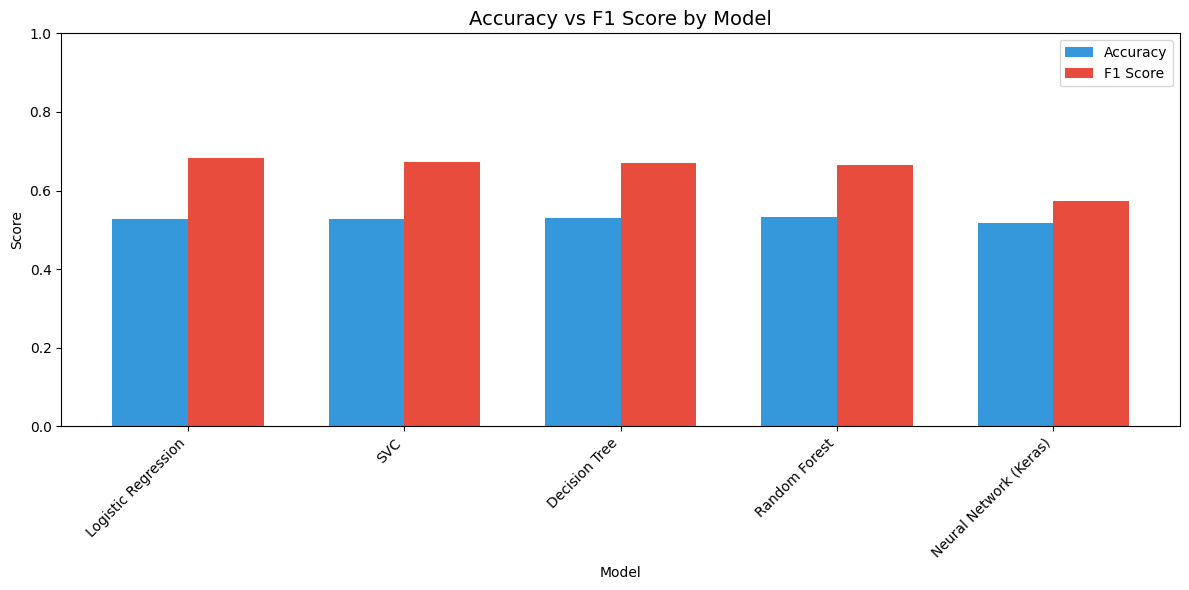 Accuracy vs F1 Score by Model
Accuracy
F1 Score
Score
1.0
0.8
0.6
0.4
0.2
0.0
Logistic Regression
SVC
Decision Tree
Random Forest
Neural Network (Keras)
Model